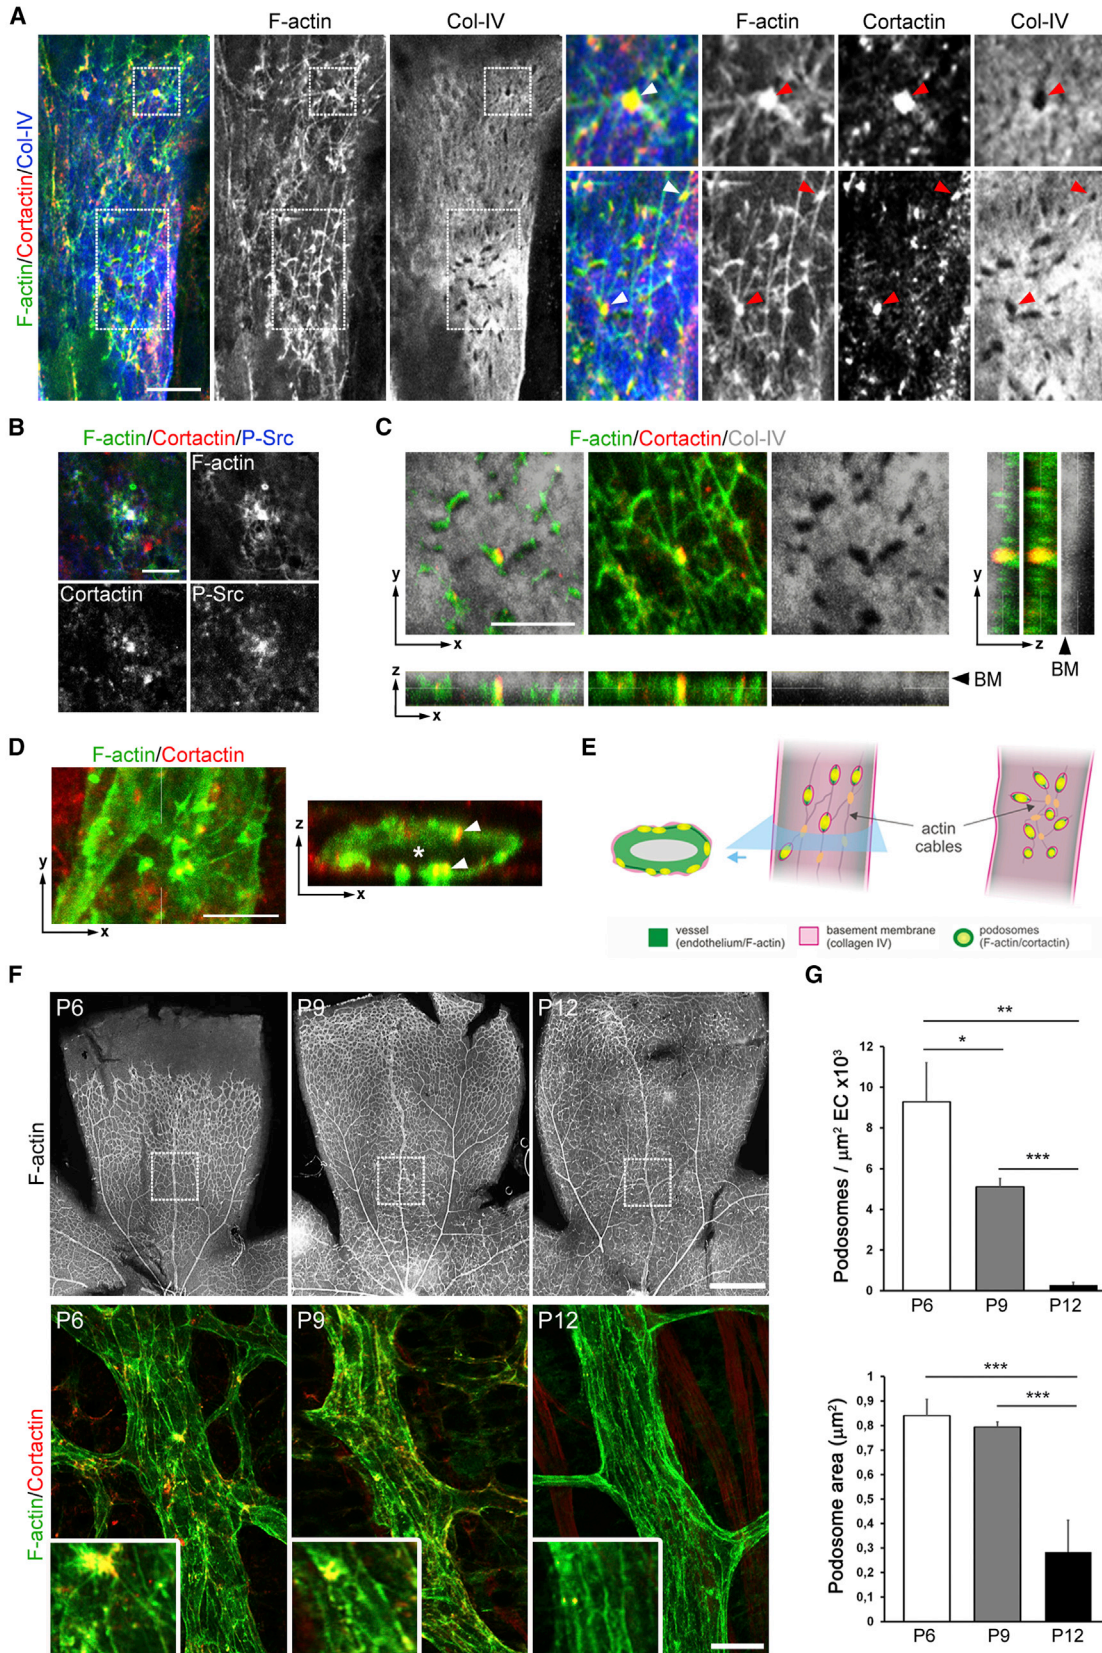 A
F-actin
Col-IV
F-actin
Cortactin
Col-IV
F-actin/Cortactin/Col-IV
B
F-actin/Cortactin/P-Src
F-actin
Cortactin
P-Src
C
F-actin/Cortactin/Col-IV
y
x
z
BM
z
x
BM
D
F-actin/Cortactin
y
x
z
x
*
E
actin
cables
vessel
(endothelium/F-actin)
basement membrane
(collagen IV)
podosomes
(F-actin/cortactin)
F
F-actin
P6
P9
P12
F-actin/Cortactin
P6
P9
P12
G
Podosomes / µm² EC x10³
12
10
8
6
4
2
0
**
*
***
P6
P9
P12
Podosome area (µm²)
1
0,9
0,8
0,7
0,6
0,5
0,4
0,3
0,2
0,1
0
***
***
P6
P9
P12